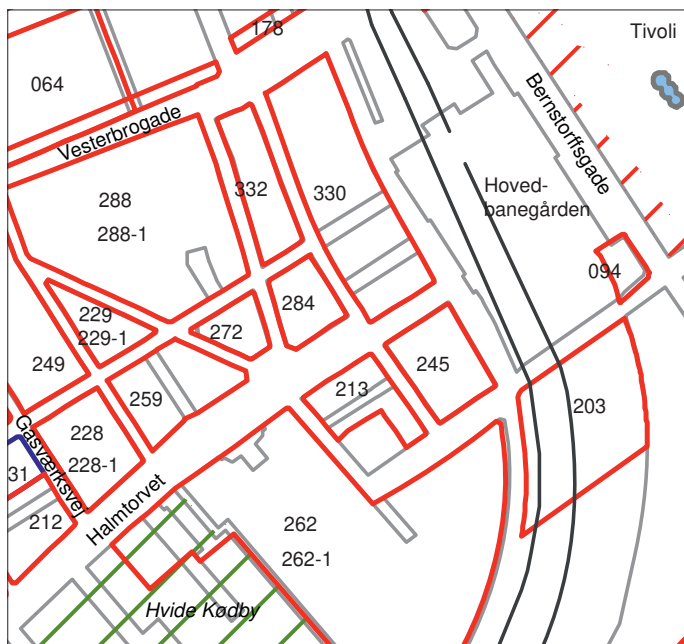 178
Tivoli
064
Vesterbrogade
Bernstorffsgade
332
330
Hoved-
banegården
288
288-1
094
284
229
229-1
272
249
245
259
213
203
Gasværksvej
228
228-1
31
212
Halmtorvet
262
262-1
Hvide Kødby